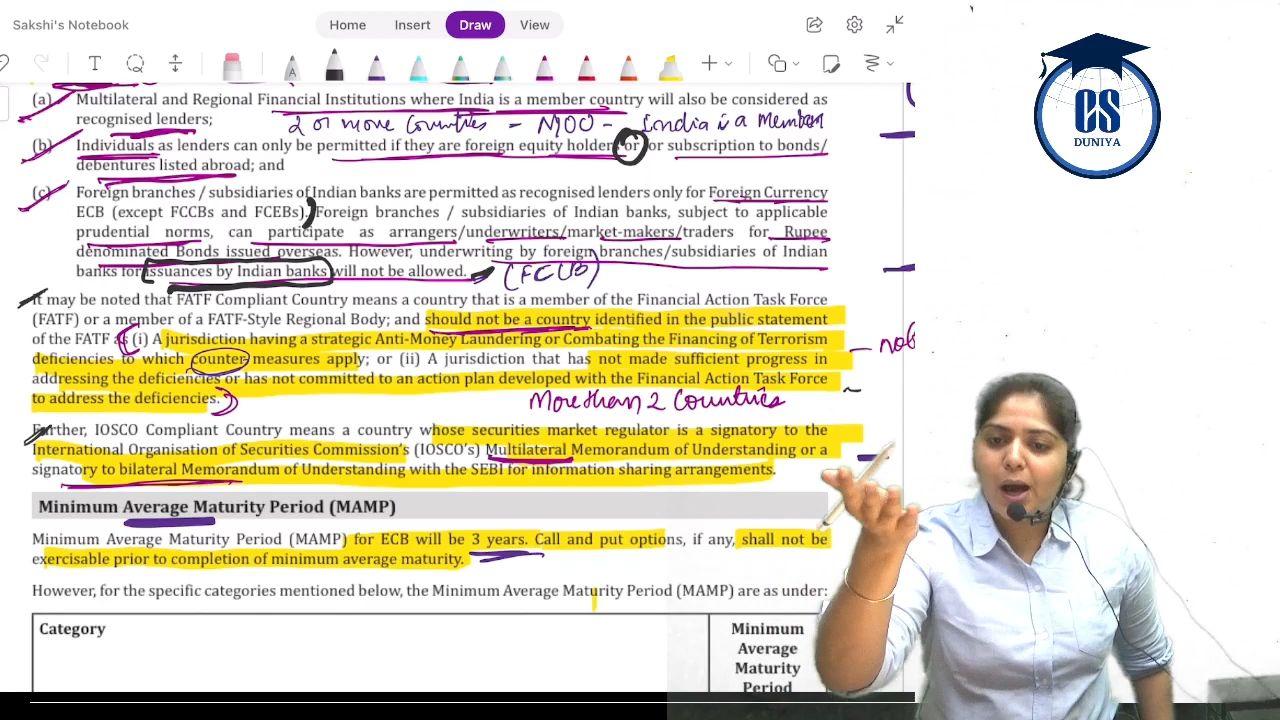 Sakshi's Notebook
Home Insert Draw View
(a) Multilateral and Regional Financial Institutions where India is a member country will also be considered as
recognised lenders;
2 or more Countries - MOU - India is a Member
(b) Individuals as lenders can only be permitted if they are foreign equity holders or for subscription to bonds/
debentures listed abroad; and
(c) Foreign branches / subsidiaries of Indian banks are permitted as recognised lenders only for Foreign Currency
ECB (except FCCBs and FCEBs). Foreign branches / subsidiaries of Indian banks, subject to applicable
prudential norms, can participate as arrangers/underwriters/market-makers/traders for Rupee
denominated Bonds issued overseas. However, underwriting by foreign branches/subsidiaries of Indian
banks for issuances by Indian banks will not be allowed.
It may be noted that FATF Compliant Country means a country that is a member of the Financial Action Task Force
(FATF) or a member of a FATF-Style Regional Body; and should not be a country identified in the public statement
of the FATF as (i) A jurisdiction having a strategic Anti-Money Laundering or Combating the Financing of Terrorism
deficiencies to which counter-measures apply; or (ii) A jurisdiction that has not made sufficient progress in
addressing the deficiencies or has not committed to an action plan developed with the Financial Action Task Force
to address the deficiencies.
More than 2 Countries
Further, IOSCO Compliant Country means a country whose securities market regulator is a signatory to the
International Organisation of Securities Commission's (IOSCO's) Multilateral Memorandum of Understanding or a
signatory to bilateral Memorandum of Understanding with the SEBI for information sharing arrangements.
Minimum Average Maturity Period (MAMP)
Minimum Average Maturity Period (MAMP) for ECB will be 3 years. Call and put options, if any, shall not be
exercisable prior to completion of minimum average maturity.
However, for the specific categories mentioned below, the Minimum Average Maturity Period (MAMP) are as under:
Category
Minimum
Average
Maturity
Period
CS
DUNIYA